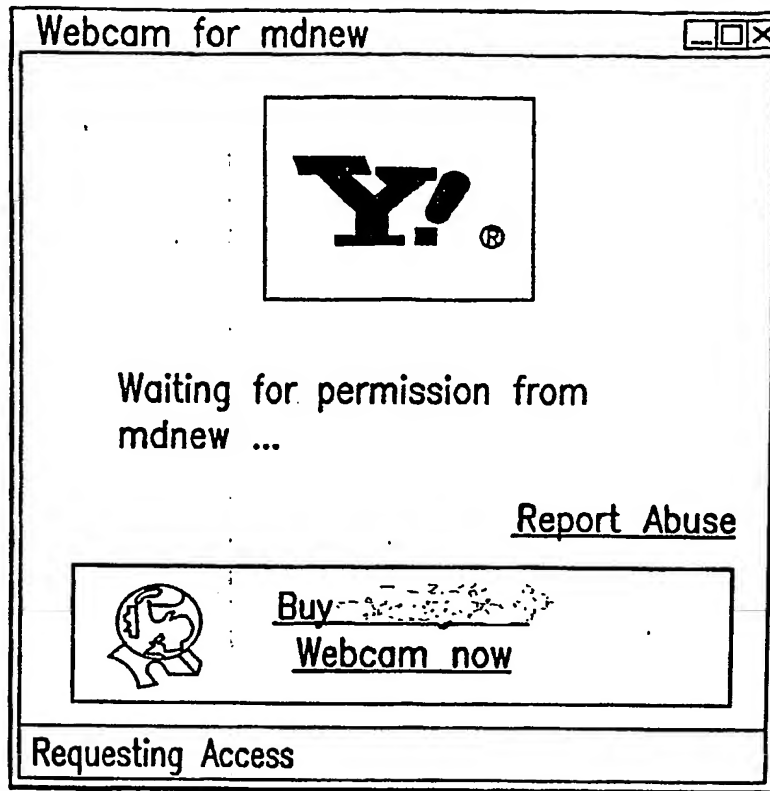 Webcam for mdnew
Y! ®
Waiting for permission from
mdnew ...
Report Abuse
Buy
Webcam now
Requesting Access